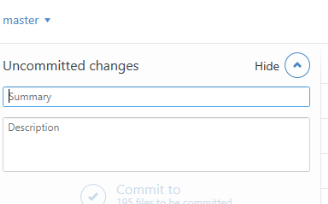 master
Uncommitted changes
Hide
Summary
Description
Commit to
195 files to be committed